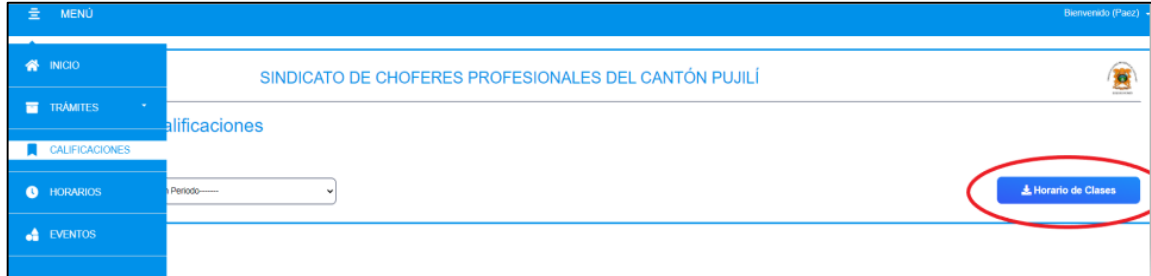 MENÚ
Bienvenido (Paez)
INICIO
SINDICATO DE CHOFERES PROFESIONALES DEL CANTÓN PUJILÍ
TRÁMITES
alificaciones
CALIFICACIONES
HORARIOS
Periodo-------
Horario de Clases
EVENTOS